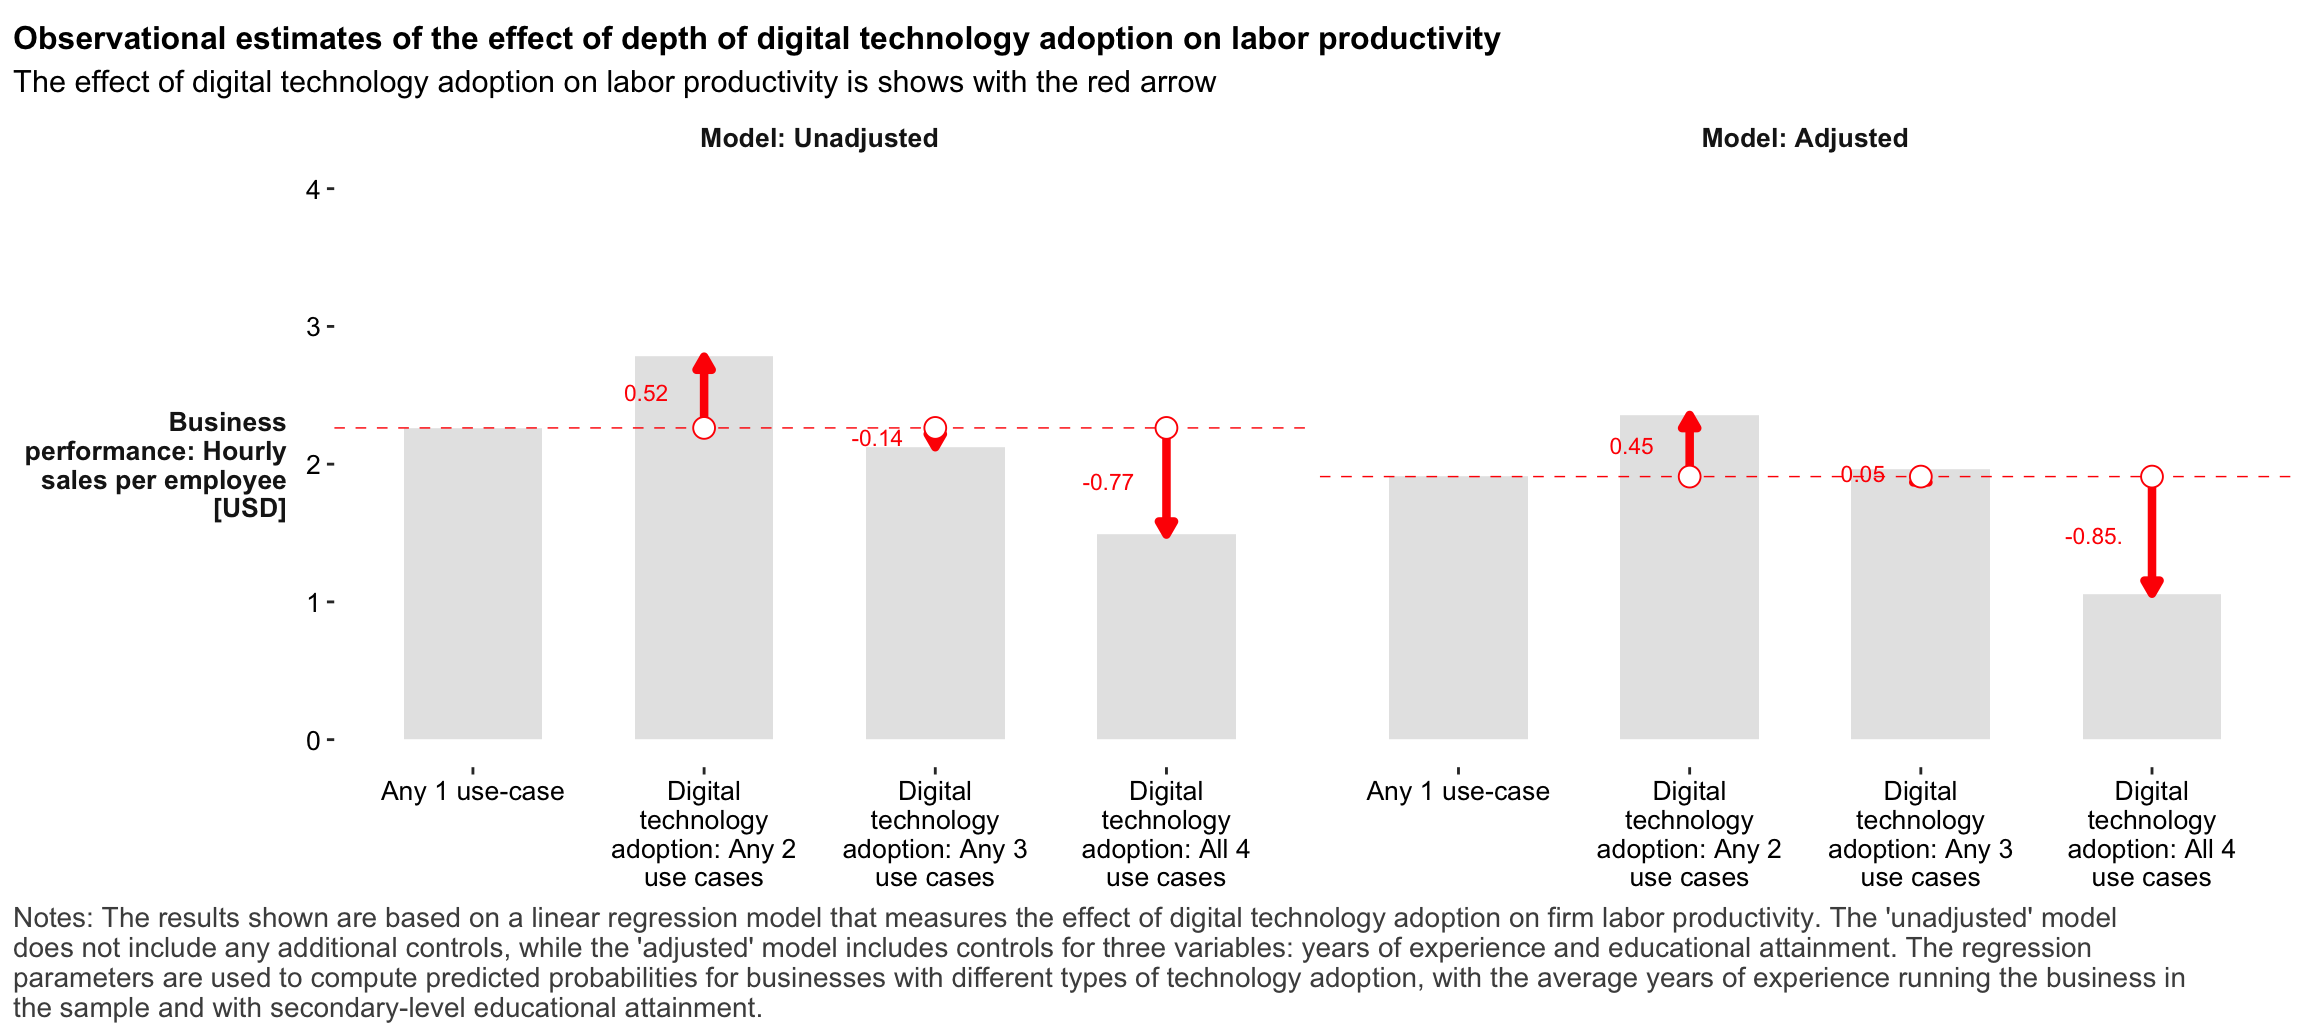 Observational estimates of the effect of depth of digital technology adoption on labor productivity
The effect of digital technology adoption on labor productivity is shows with the red arrow
Model: Unadjusted
Model: Adjusted
4
3
2
1
0
Business
performance: Hourly
sales per employee
[USD]
0.52
-0.14
-0.77
0.45
0.05
-0.85.
Any 1 use-case
Digital
technology
adoption: Any 2
use cases
Digital
technology
adoption: Any 3
use cases
Digital
technology
adoption: All 4
use cases
Any 1 use-case
Digital
technology
adoption: Any 2
use cases
Digital
technology
adoption: Any 3
use cases
Digital
technology
adoption: All 4
use cases
Notes: The results shown are based on a linear regression model that measures the effect of digital technology adoption on firm labor productivity. The 'unadjusted' model
does not include any additional controls, while the 'adjusted' model includes controls for three variables: years of experience and educational attainment. The regression
parameters are used to compute predicted probabilities for businesses with different types of technology adoption, with the average years of experience running the business in
the sample and with secondary-level educational attainment.